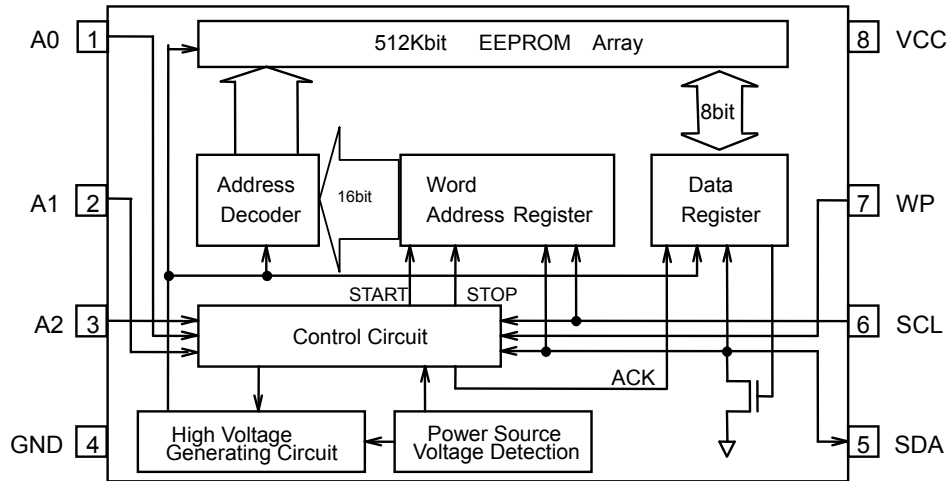 A0 1
512Kbit EEPROM Array
8 VCC
8bit
A1 2
Address
Decoder
16bit
Word
Address Register
Data
Register
7 WP
START
STOP
A2 3
Control Circuit
6 SCL
ACK
GND 4
High Voltage
Generating Circuit
Power Source
Voltage Detection
5 SDA